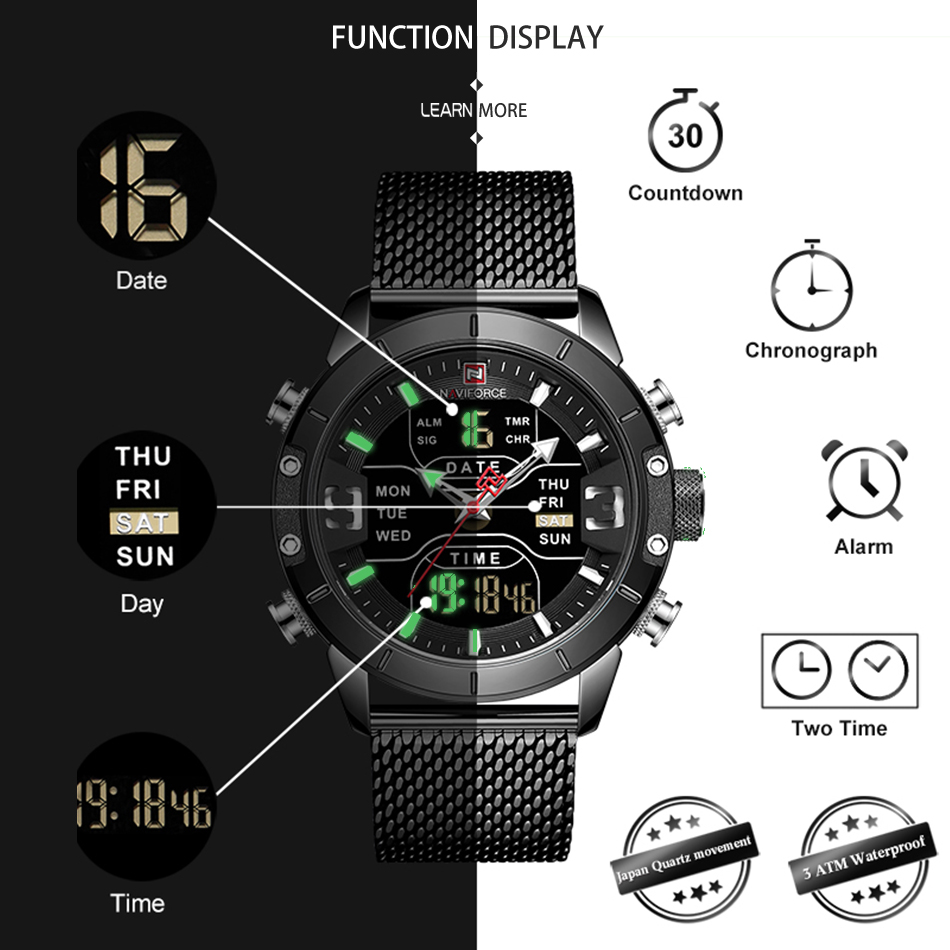 FUNCTION DISPLAY
LEARN MORE
16
Date
THU
FRI
SAT
SUN
Day
19:18 46
Time
NAVIFORCE
ALM
SIG
16
TMR
CHR
DATE
MON
TUE
WED
THU
FRI
SAT
SUN
9
3
TIME
19:18 46
30
Countdown
Chronograph
Alarm
Two Time
Japan Quartz movement
3 ATM Waterproof